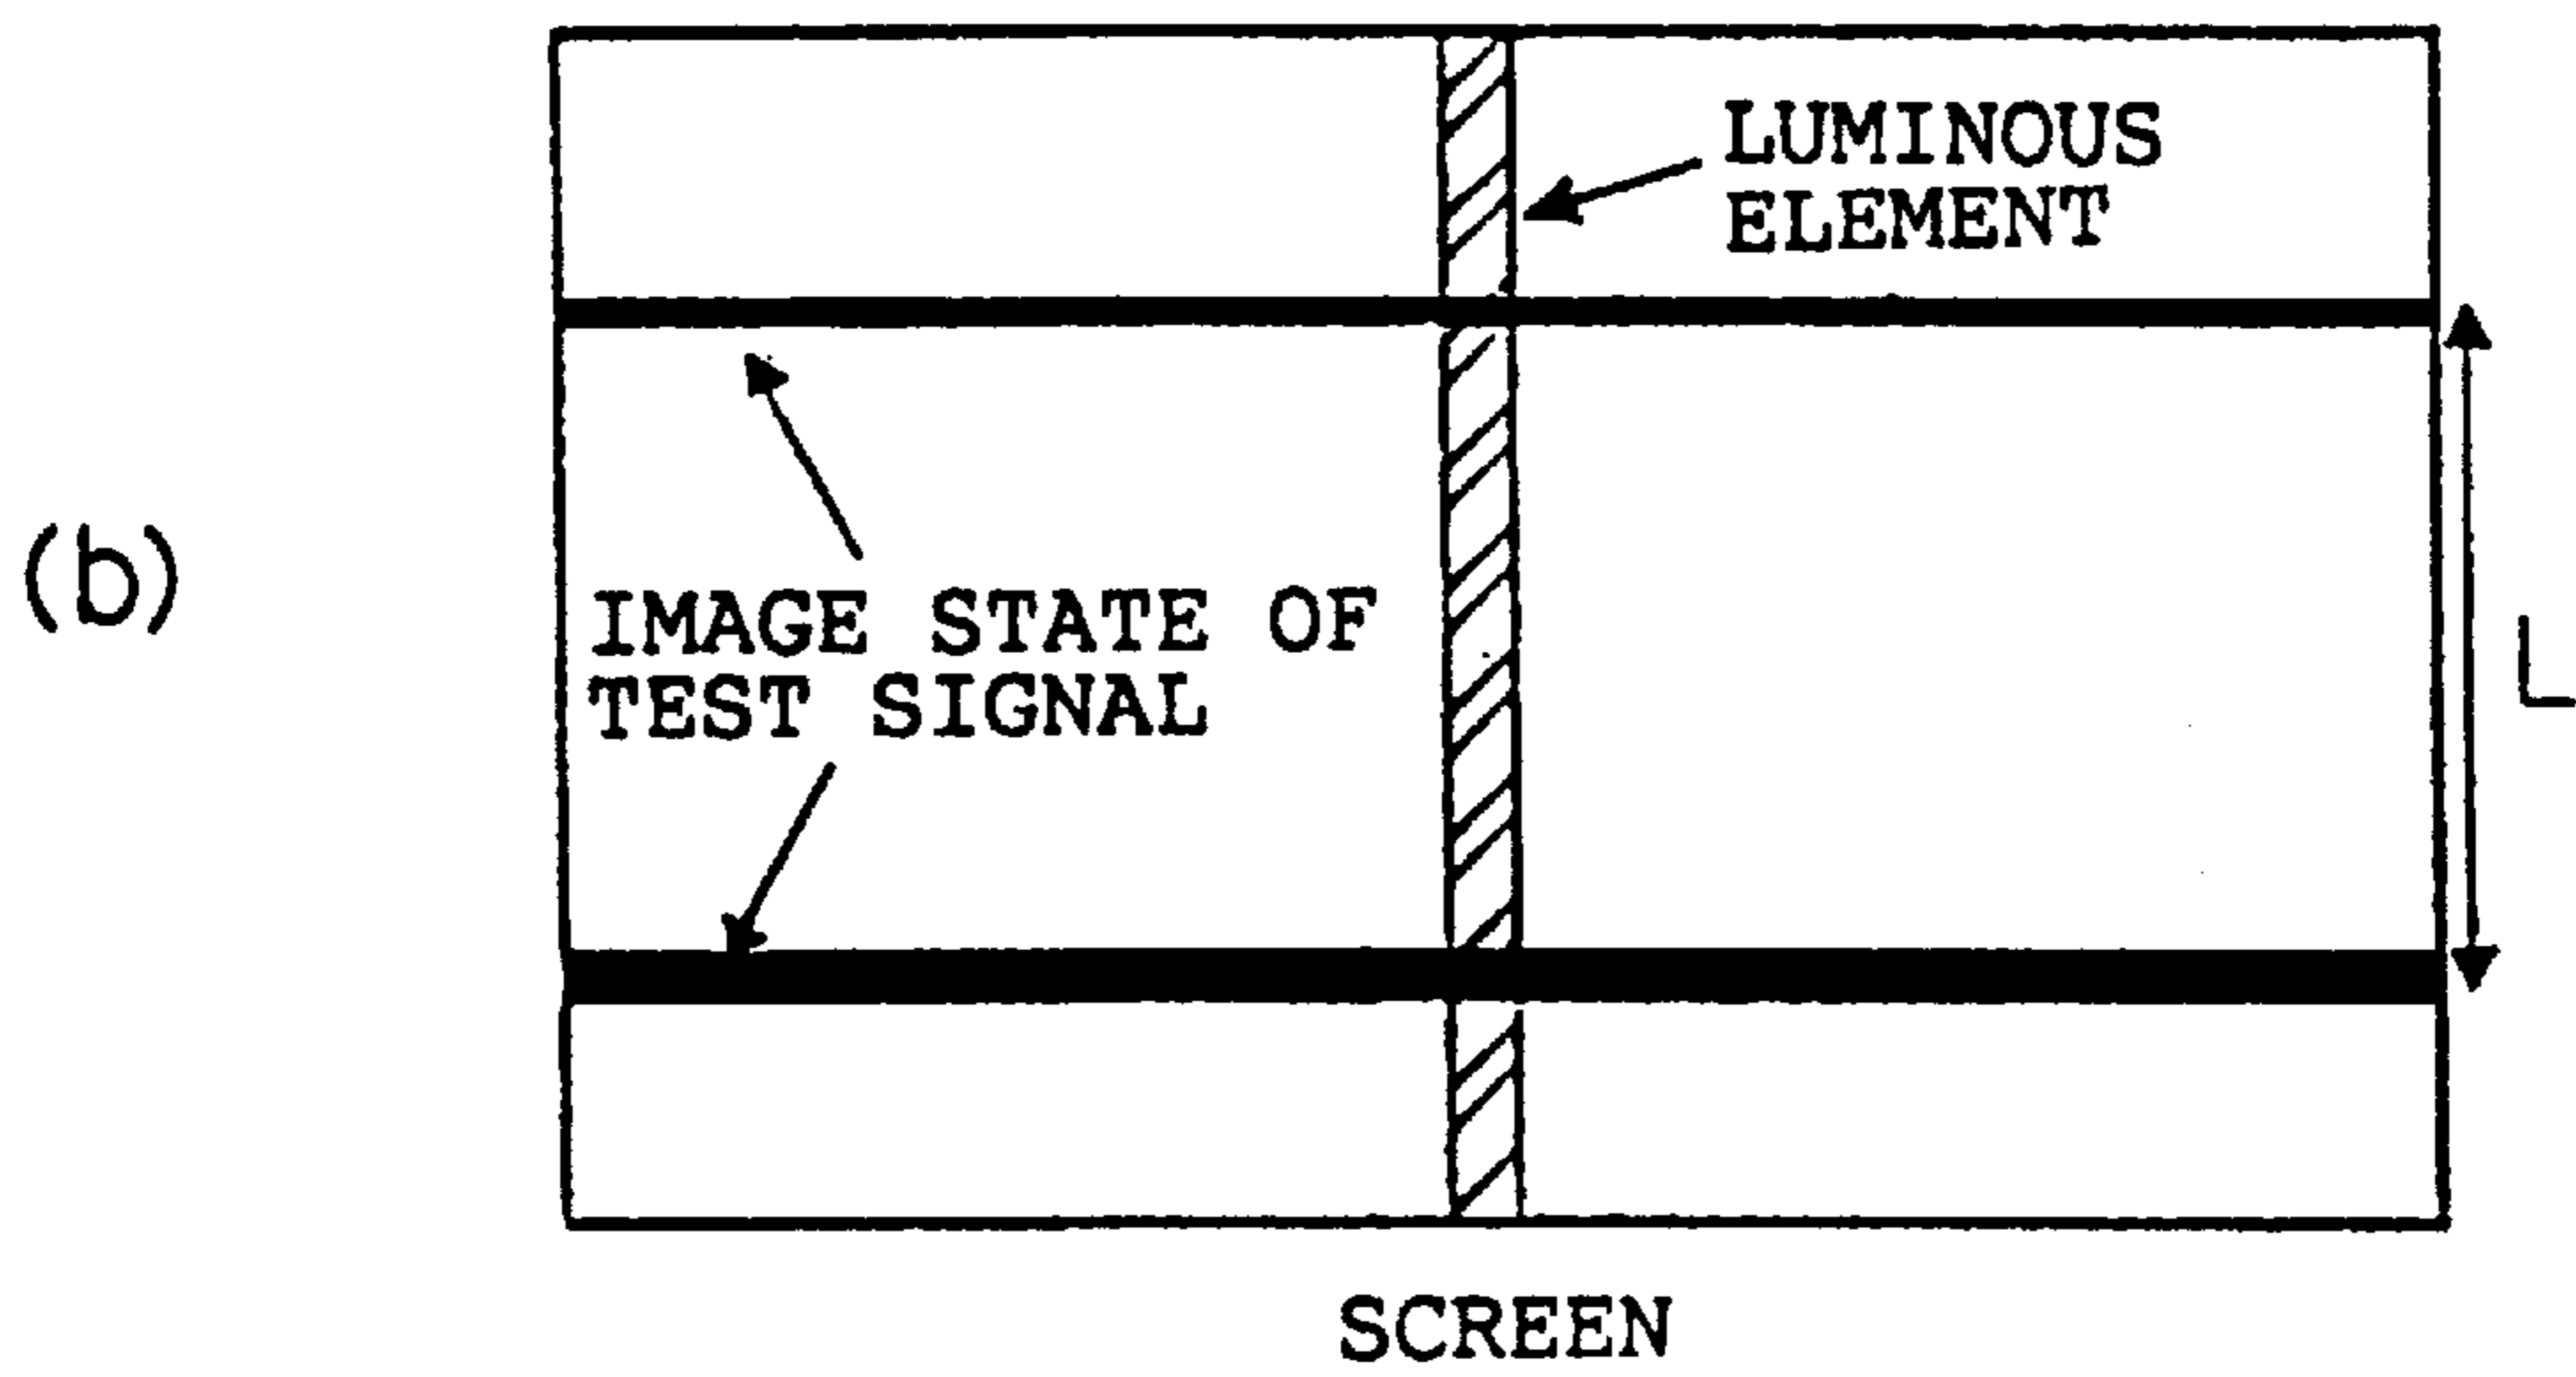 LUMINOUS
ELEMENT
(b)
IMAGE STATE OF
TEST SIGNAL
L
SCREEN